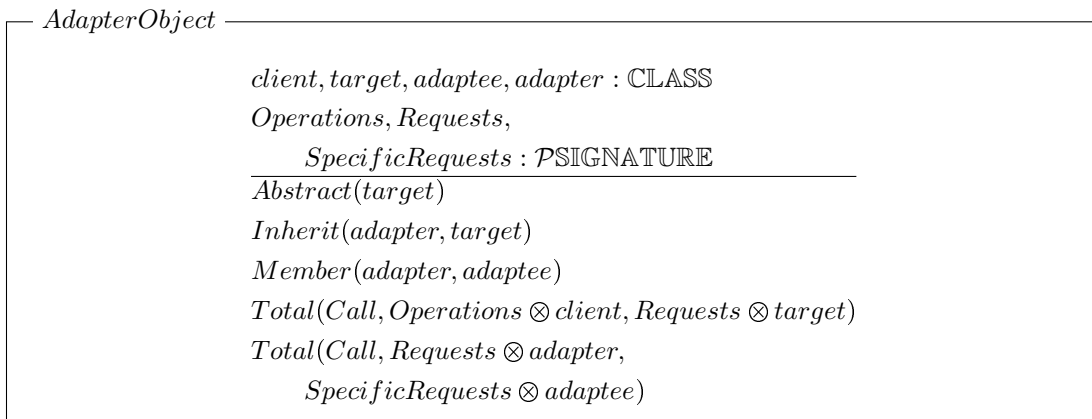 AdapterObject
client, target, adaptee, adapter : ℂ𝕃𝔸𝕊𝕊
Operations, Requests,
SpecificRequests : 𝒫𝕊𝕀𝔾ℕ𝔸𝕋𝕌ℝ𝔼
Abstract(target)
Inherit(adapter, target)
Member(adapter, adaptee)
Total(Call, Operations ⊗ client, Requests ⊗ target)
Total(Call, Requests ⊗ adapter,
SpecificRequests ⊗ adaptee)